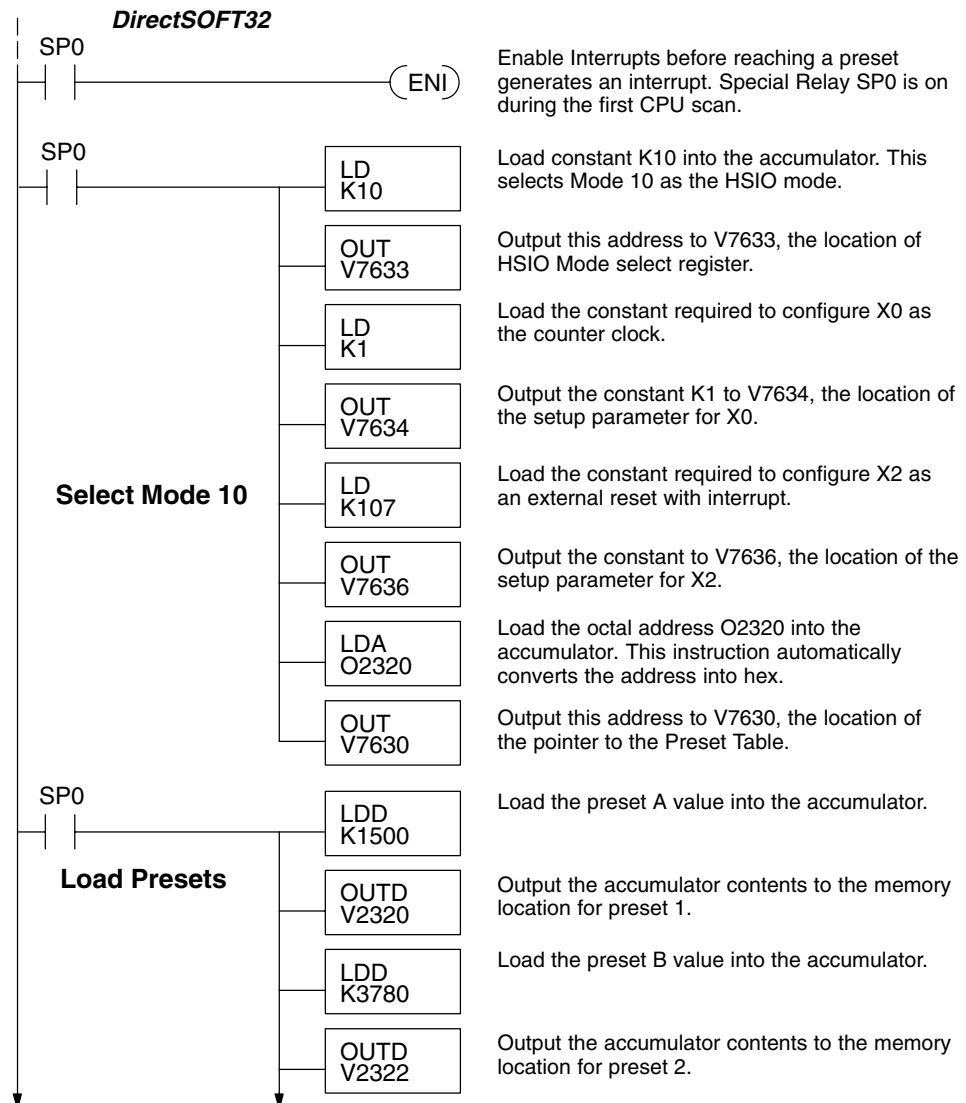 DirectSOFT32
SP0
ENI
Enable Interrupts before reaching a preset
generates an interrupt. Special Relay SP0 is on
during the first CPU scan.
SP0
LD
K10
Load constant K10 into the accumulator. This
selects Mode 10 as the HSIO mode.
OUT
V7633
Output this address to V7633, the location of
HSIO Mode select register.
LD
K1
Load the constant required to configure X0 as
the counter clock.
OUT
V7634
Output the constant K1 to V7634, the location of
the setup parameter for X0.
Select Mode 10
LD
K107
Load the constant required to configure X2 as
an external reset with interrupt.
OUT
V7636
Output the constant to V7636, the location of the
setup parameter for X2.
LDA
O2320
Load the octal address O2320 into the
accumulator. This instruction automatically
converts the address into hex.
OUT
V7630
Output this address to V7630, the location of
the pointer to the Preset Table.
SP0
LDD
K1500
Load the preset A value into the accumulator.
Load Presets
OUTD
V2320
Output the accumulator contents to the memory
location for preset 1.
LDD
K3780
Load the preset B value into the accumulator.
OUTD
V2322
Output the accumulator contents to the memory
location for preset 2.